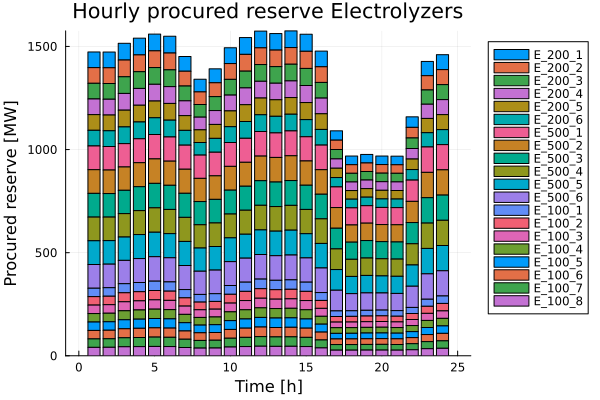 Hourly procured reserve Electrolyzers
Procured reserve [MW]
1500
1000
500
0
0 5 10 15 20 25
Time [h]
E_200_1
E_200_2
E_200_3
E_200_4
E_200_5
E_200_6
E_500_1
E_500_2
E_500_3
E_500_4
E_500_5
E_500_6
E_100_1
E_100_2
E_100_3
E_100_4
E_100_5
E_100_6
E_100_7
E_100_8